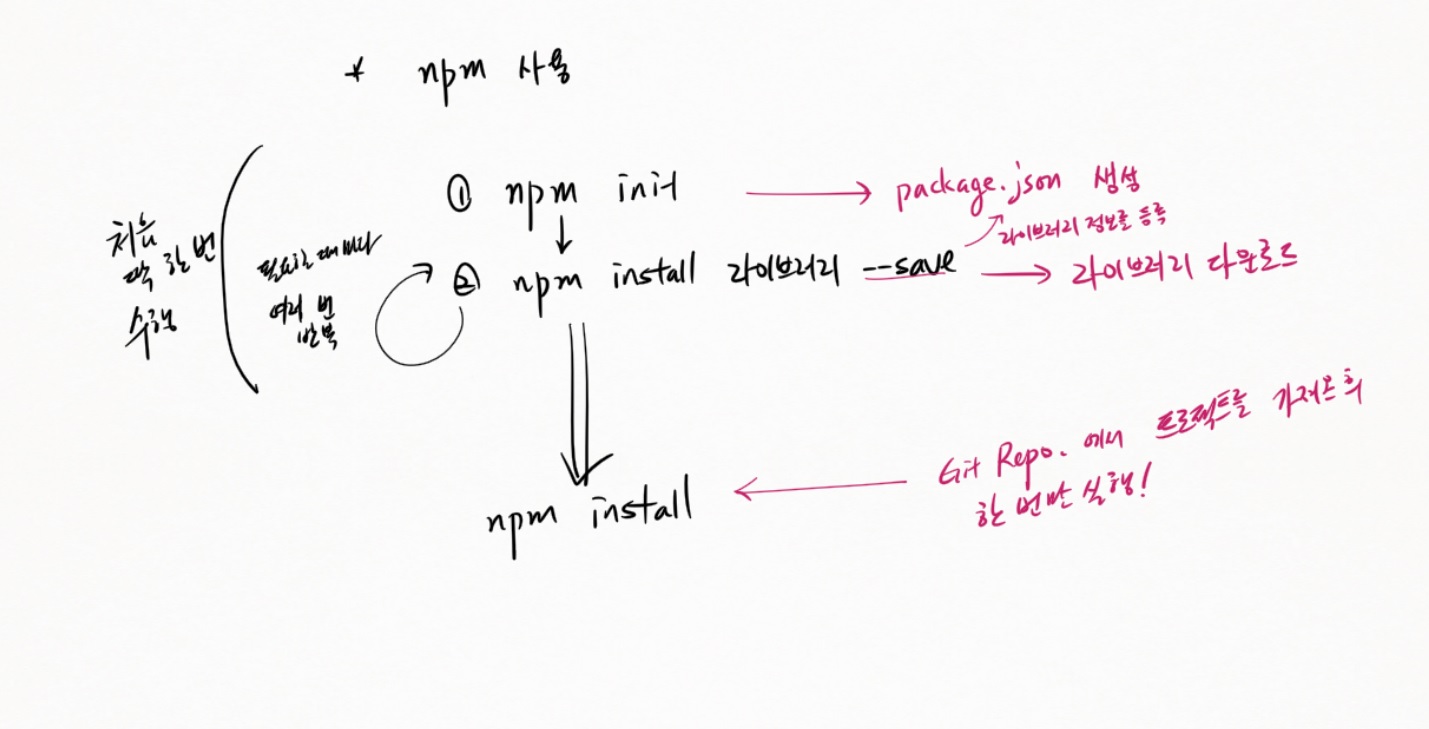 * npm 사용
① npm init → package.json 생성
라이브러리 정보를 등록
② npm install 라이브러리 --save → 라이브러리 다운로드
처음
딱 한 번
수행
필요할 때마다
여러 번
반복
npm install ← Git Repo. 에서 프로젝트를 가져온 후
한 번만 실행!